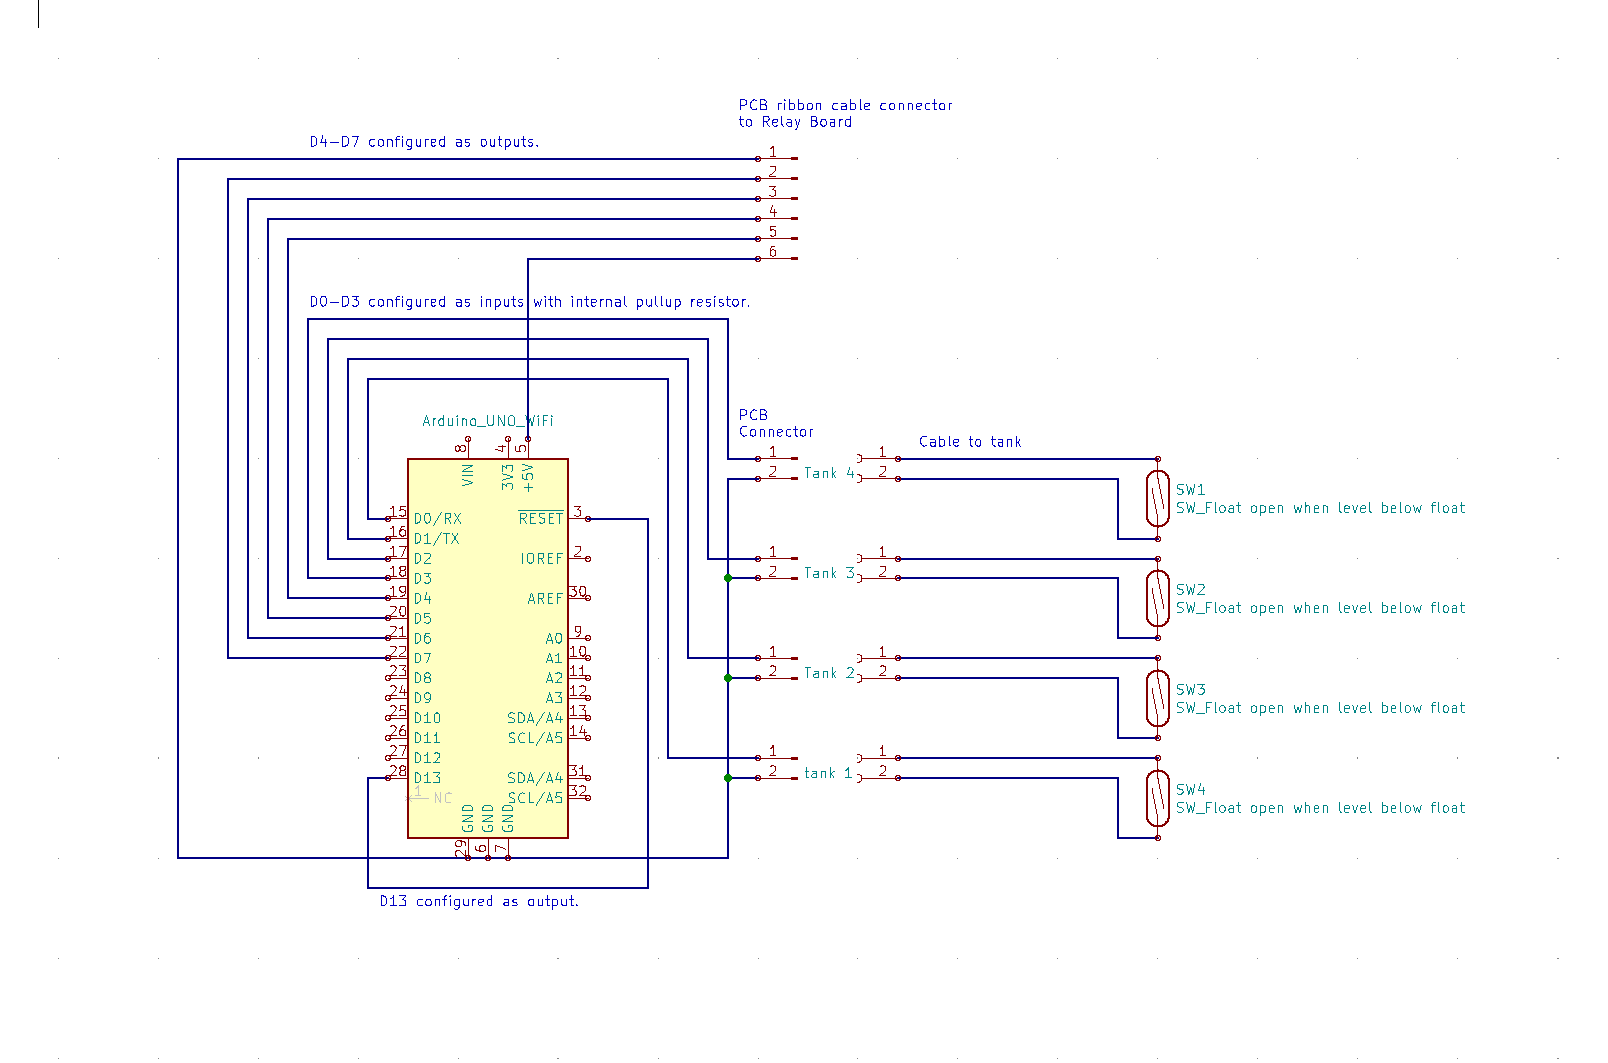 PCB ribbon cable connector
to Relay Board
D4-D7 configured as outputs.
1
2
3
4
5
6
D0-D3 configured as inputs with internal pullup resistor.
Arduino_UNO_WiFi
8
4
5
VIN
3V3
+5V
15
D0/RX
16
D1/TX
17
D2
18
D3
19
D4
20
D5
21
D6
22
D7
23
D8
24
D9
25
D10
26
D11
27
D12
28
D13
1
NC
RESET
3
IOREF
2
AREF
30
A0
9
A1
10
A2
11
A3
12
SDA/A4
13
SCL/A5
14
SDA/A4
31
SCL/A5
32
GND
GND
GND
29
6
7
D13 configured as output.
PCB
Connector
Cable to tank
1
2
Tank 4
1
2
SW1
SW_Float open when level below float
1
2
Tank 3
1
2
SW2
SW_Float open when level below float
1
2
Tank 2
1
2
SW3
SW_Float open when level below float
1
2
tank 1
1
2
SW4
SW_Float open when level below float